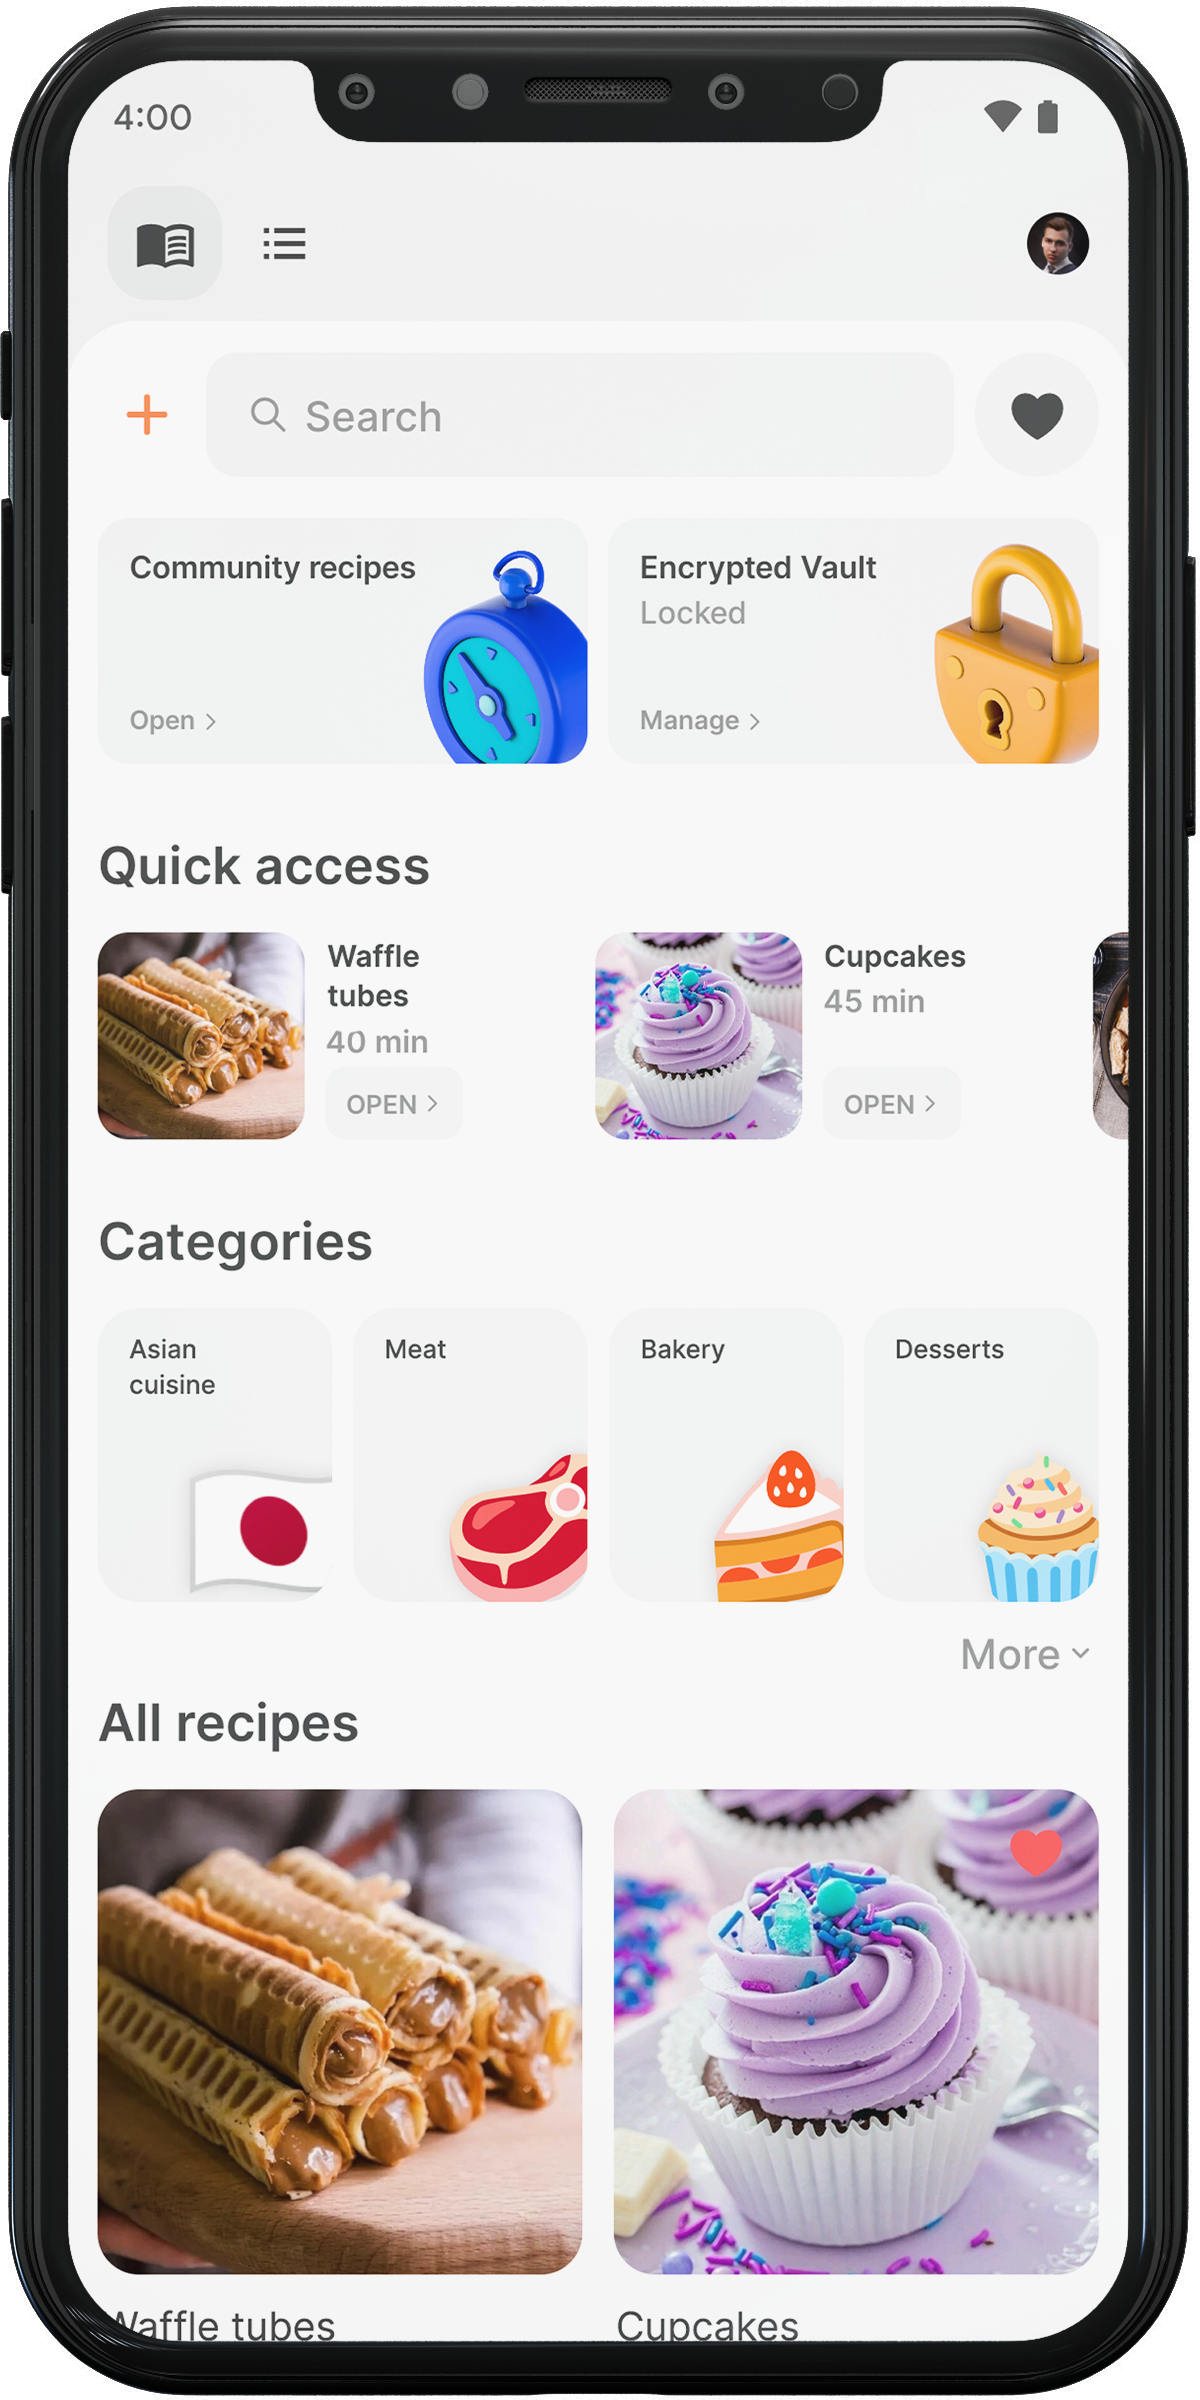 4:00
Search
Community recipes
Open
Encrypted Vault
Locked
Manage
Quick access
Waffle
tubes
40 min
OPEN
Cupcakes
45 min
OPEN
Categories
Asian
cuisine
Meat
Bakery
Desserts
More
All recipes
Waffle tubes
Cupcakes